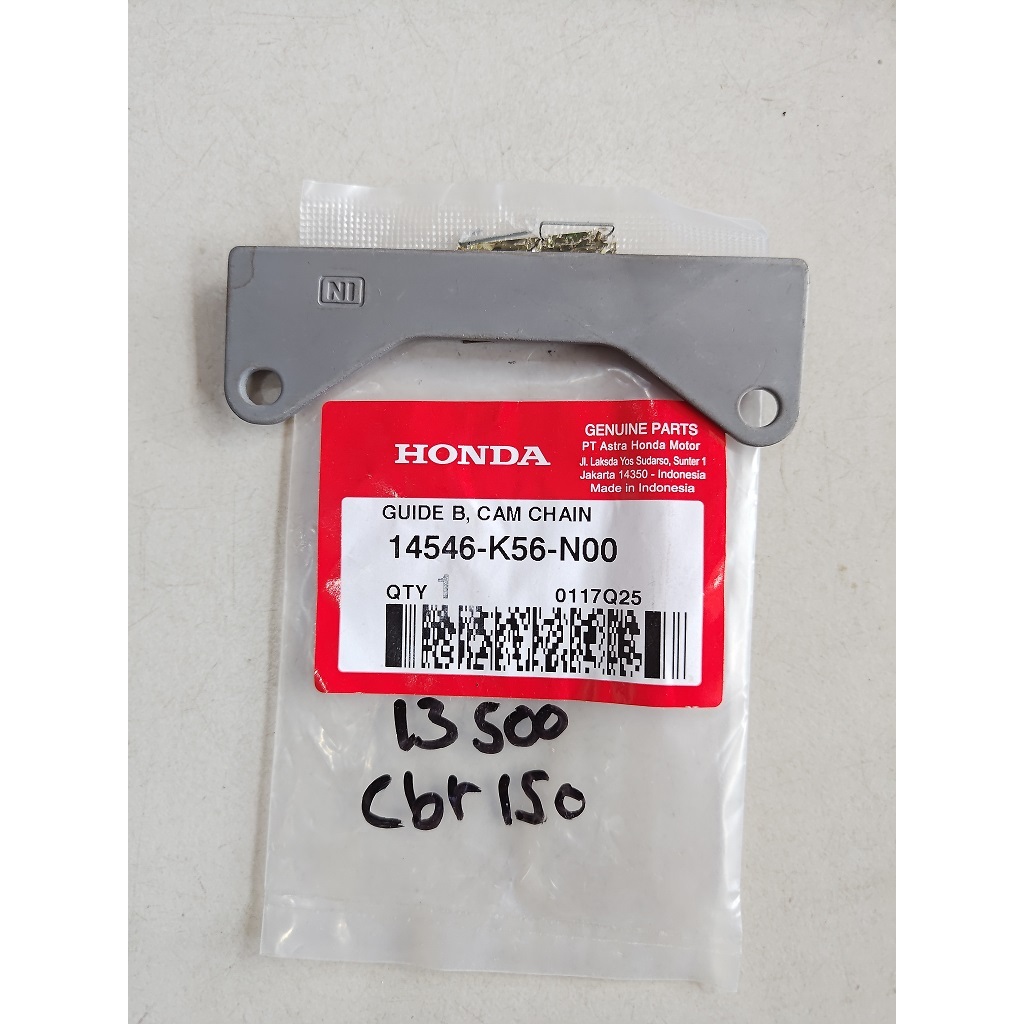 NI
HONDA
GENUINE PARTS
PT Astra Honda Motor
Jl. Laksda Yos Sudarso, Sunter 1
Jakarta 14350 - Indonesia
Made in Indonesia
GUIDE B, CAM CHAIN
14546-K56-N00
QTY 1 0117Q25
13500
Cbr150